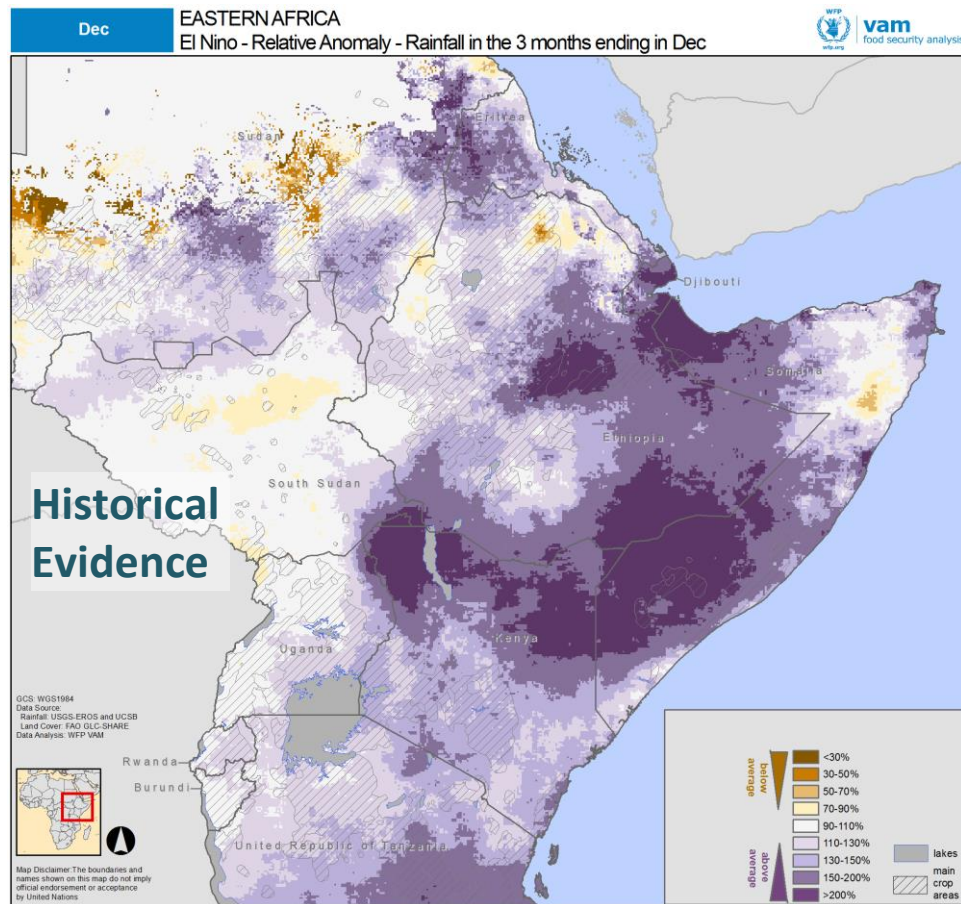 Dec
EASTERN AFRICA
El Nino - Relative Anomaly - Rainfall in the 3 months ending in Dec
WFP
wfp.org
vam
food security analysis
Sudan
Eritrea
Djibouti
Somalia
Ethiopia
South Sudan
Historical
Evidence
Kenya
Uganda
GCS: WGS1984
Data Source:
Rainfall: USGS-EROS and UCSB
Land Cover: FAO GLC-SHARE
Data Analysis: WFP VAM
Rwanda
Burundi
United Republic of Tanzania
Map Disclaimer:The boundaries and
names shown on this map do not imply
official endorsement or acceptance
by United Nations
below
average
<30%
30-50%
50-70%
70-90%
90-110%
110-130%
130-150%
150-200%
>200%
above
average
lakes
main
crop
areas